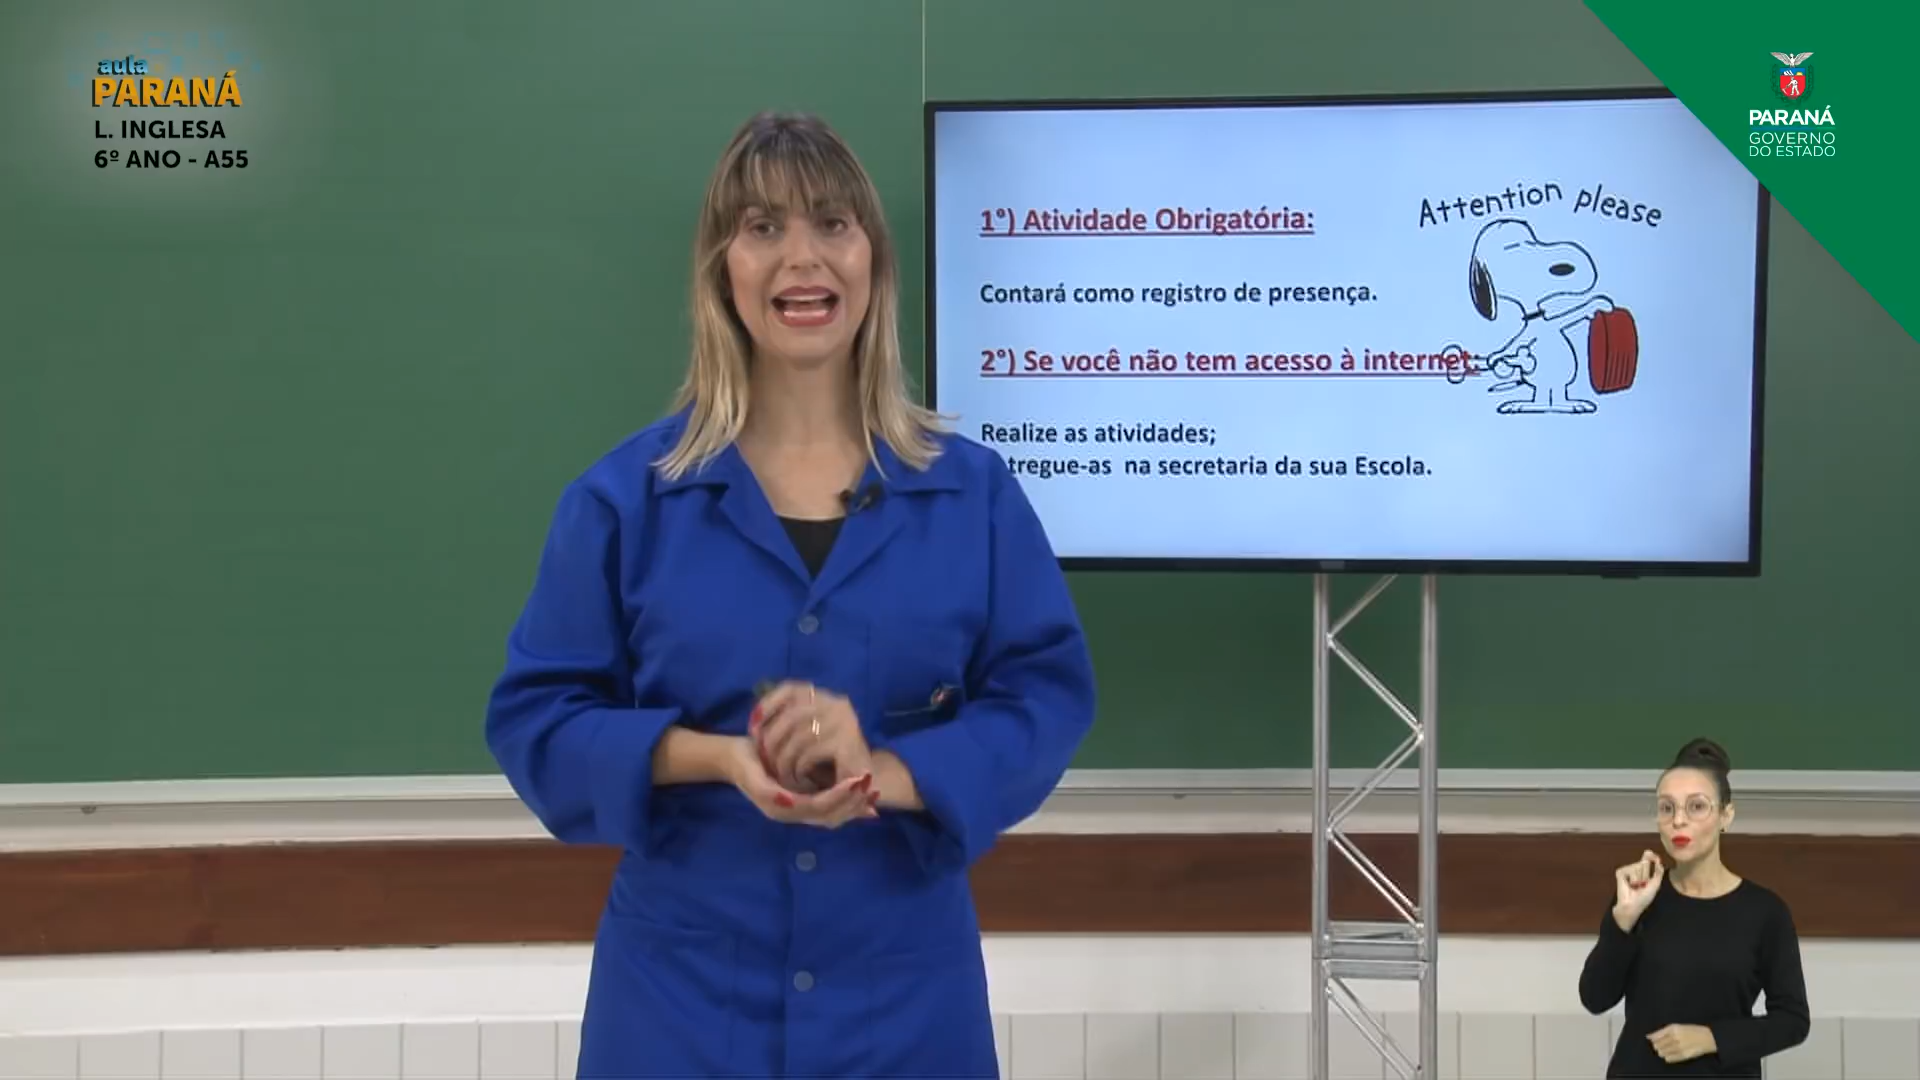 aula
PARANÁ
L. INGLESA
6º ANO - A55
PARANÁ
GOVERNO
DO ESTADO
Attention please
1°) Atividade Obrigatória:
Contará como registro de presença.
2°) Se você não tem acesso à internet:
Realize as atividades;
tregue-as na secretaria da sua Escola.